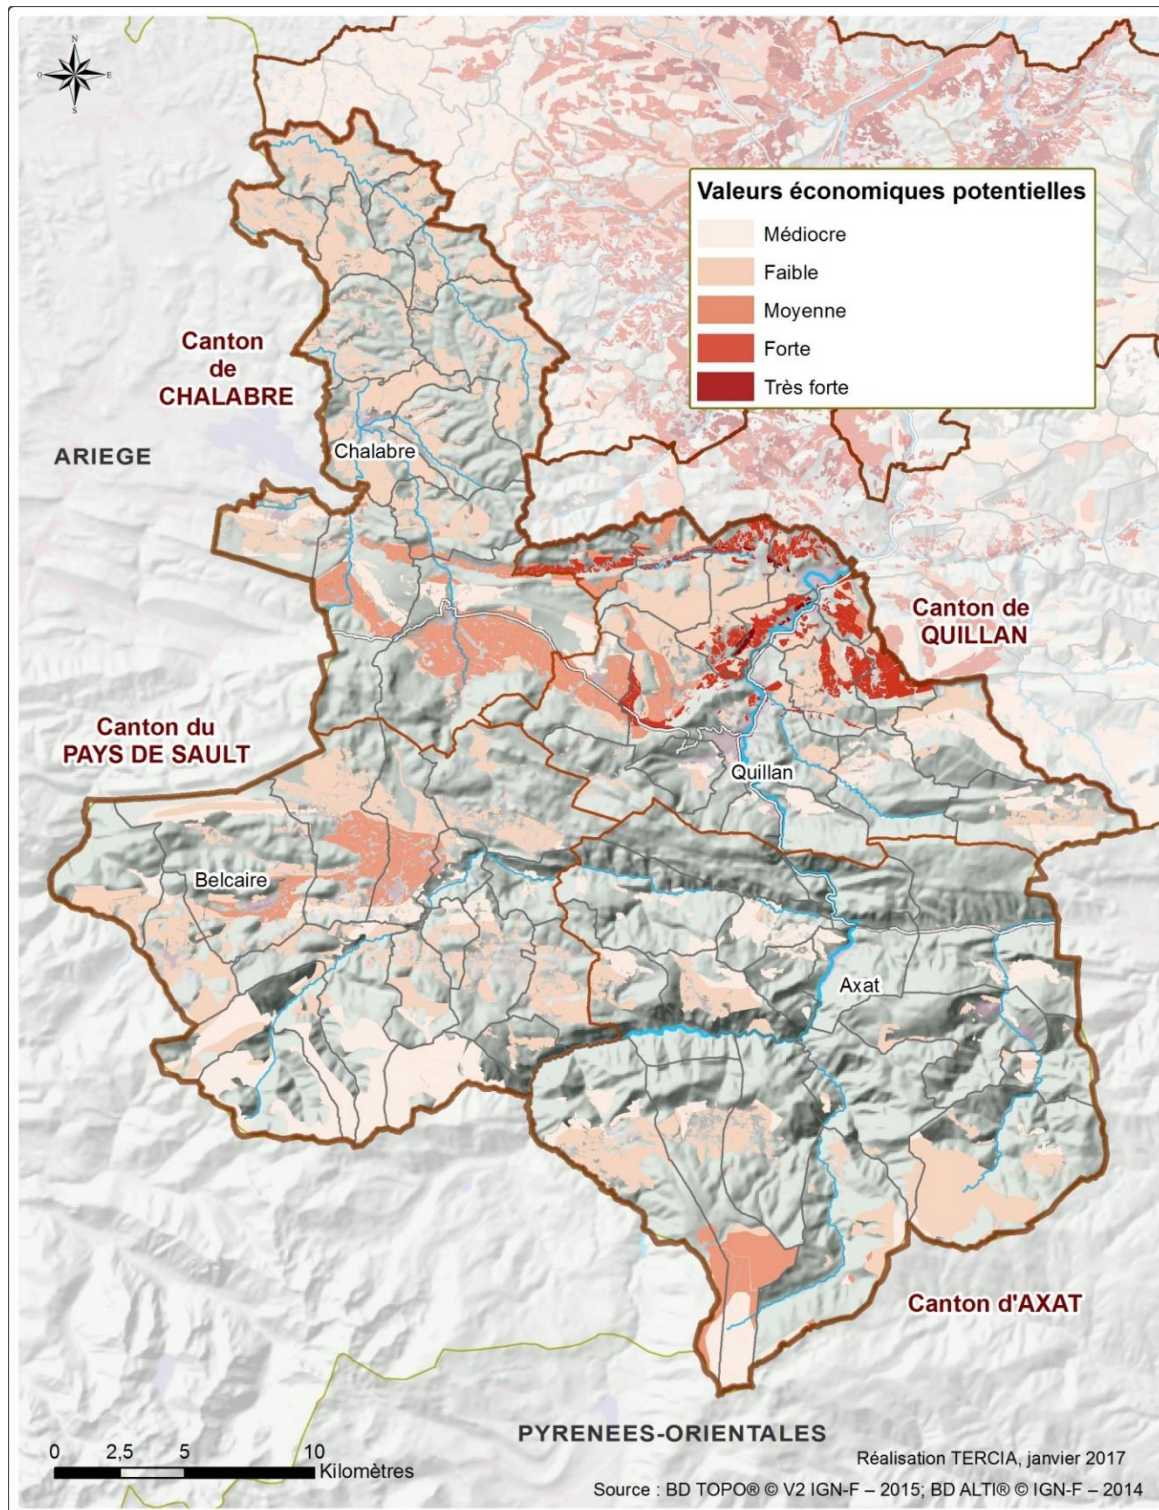 N
O
E
S
Valeurs économiques potentielles
Médiocre
Faible
Moyenne
Forte
Très forte
Canton
de
CHALABRE
ARIEGE
Chalabre
Canton de
QUILLAN
Canton du
PAYS DE SAULT
Quillan
Belcaire
Axat
Canton d'AXAT
PYRENEES-ORIENTALES
0 2,5 5 10
Kilomètres
Réalisation TERCIA, janvier 2017
Source : BD TOPO® © V2 IGN-F – 2015; BD ALTI® © IGN-F – 2014